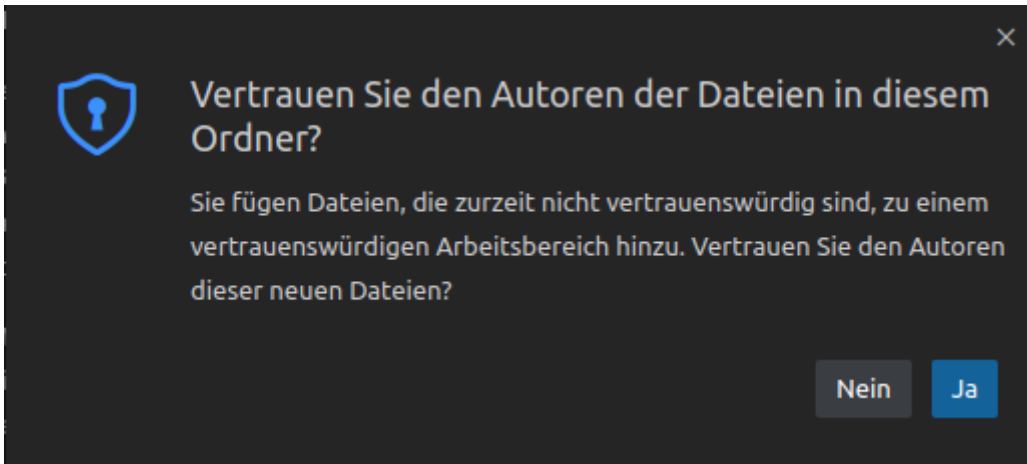 Vertrauen Sie den Autoren der Dateien in diesem
Ordner?
Sie fügen Dateien, die zurzeit nicht vertrauenswürdig sind, zu einem
vertrauenswürdigen Arbeitsbereich hinzu. Vertrauen Sie den Autoren
dieser neuen Dateien?
Nein Ja